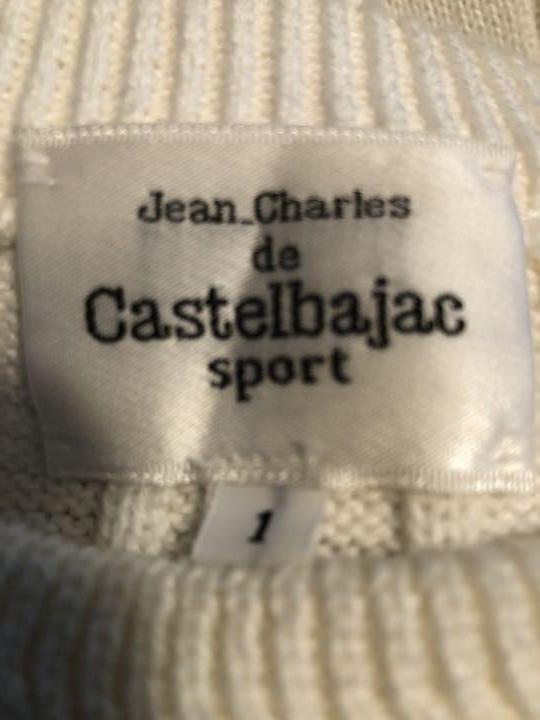 Jean_Charles
de
Castelbajac
sport
1